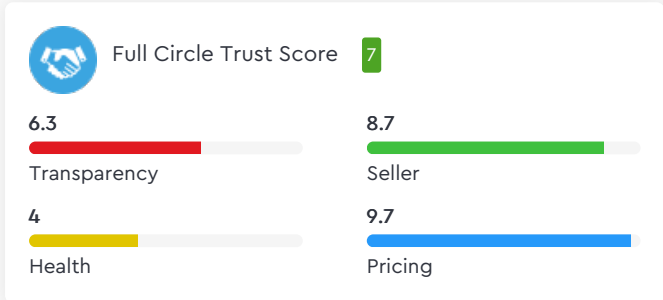 Full Circle Trust Score 7
6.3
Transparency
8.7
Seller
4
Health
9.7
Pricing